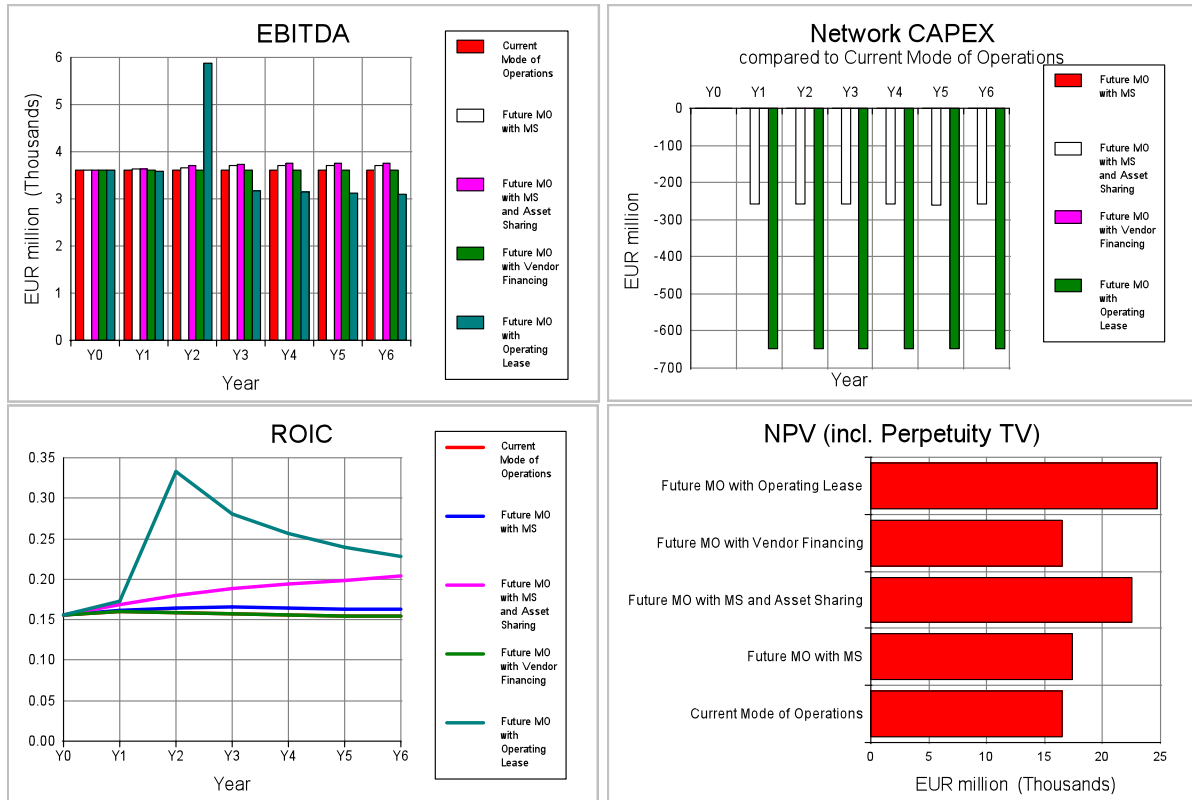 EBITDA
EUR million (Thousands)
6
5
4
3
2
1
0
Y0 Y1 Y2 Y3 Y4 Y5 Y6
Year
Current
Mode of
Operations
Future MO
with MS
Future MO
with MS
and Asset
Sharing
Future MO
with Vendor
Financing
Future MO
with
Operating
Lease
Network CAPEX
compared to Current Mode of Operations
Y0 Y1 Y2 Y3 Y4 Y5 Y6
EUR million
0
-100
-200
-300
-400
-500
-600
-700
Year
Future MO
with MS
Future MO
with MS
and Asset
Sharing
Future MO
with Vendor
Financing
Future MO
with
Operating
Lease
ROIC
0.35
0.30
0.25
0.20
0.15
0.10
0.05
0.00
Y0 Y1 Y2 Y3 Y4 Y5 Y6
Year
Current
Mode of
Operations
Future MO
with MS
Future MO
with MS
and Asset
Sharing
Future MO
with Vendor
Financing
Future MO
with
Operating
Lease
NPV (incl. Perpetuity TV)
Future MO with Operating Lease
Future MO with Vendor Financing
Future MO with MS and Asset Sharing
Future MO with MS
Current Mode of Operations
0 5 10 15 20 25
EUR million (Thousands)